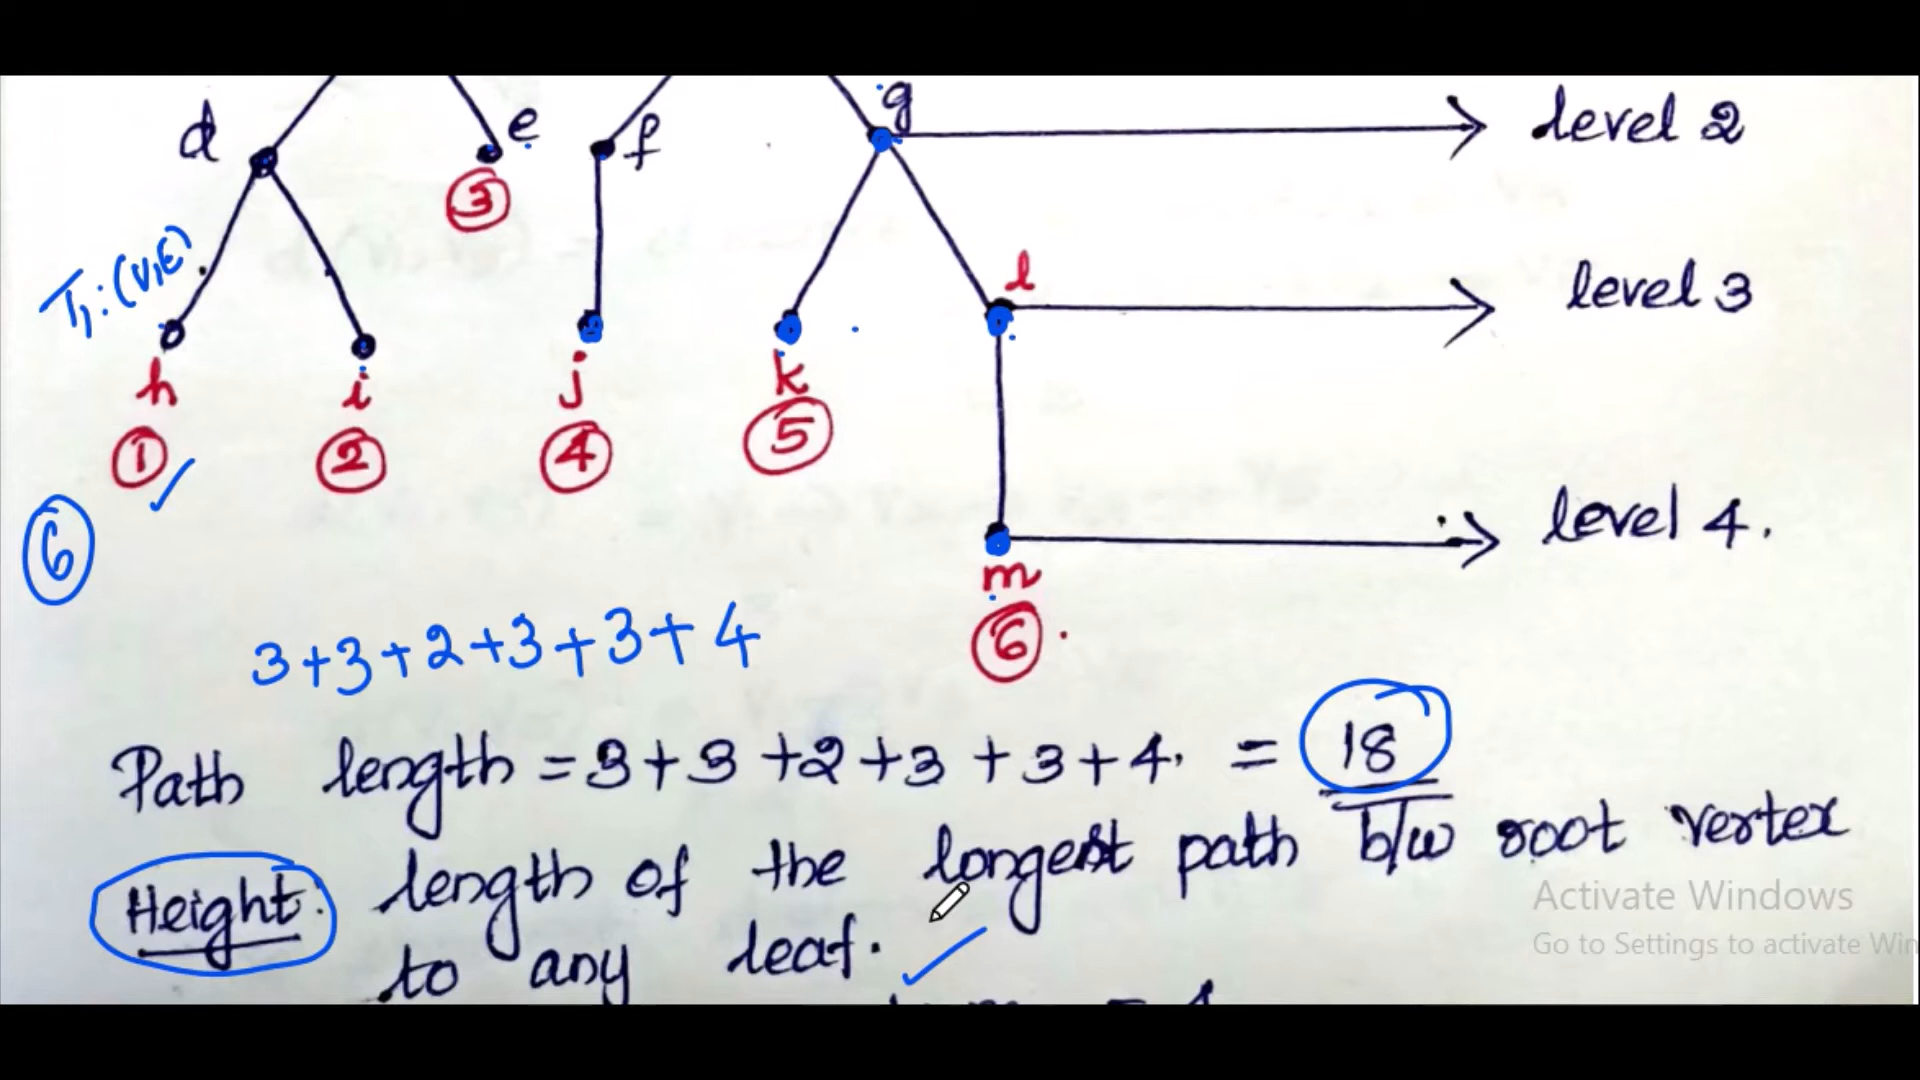 g
level 2
d
e
f
3
T1:(V,E)
l
level 3
h
i
j
k
1
2
4
5
6
level 4.
m
6
3+3+2+3+3+4
Path length = 3+3+2+3+3+4. = 18
Height: length of the longest path b/w root vertex
to any leaf.
Activate Windows
Go to Settings to activate Win